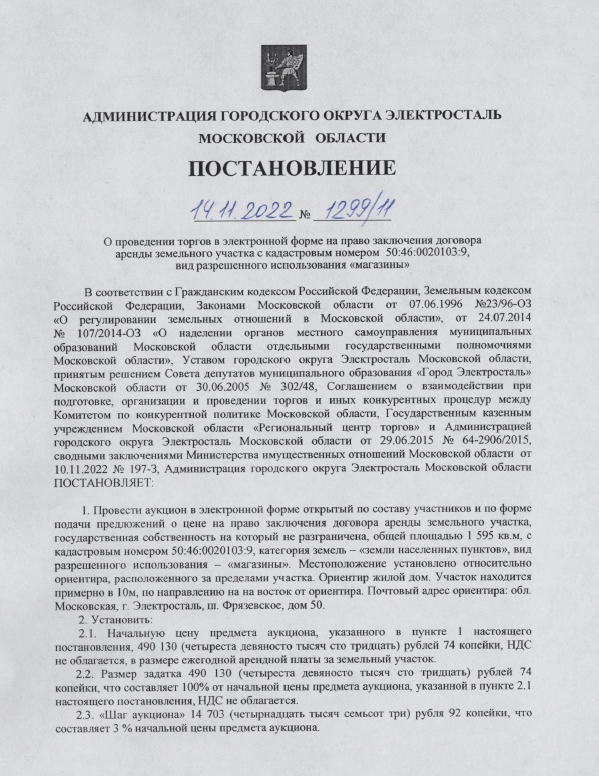 АДМИНИСТРАЦИЯ ГОРОДСКОГО ОКРУГА ЭЛЕКТРОСТАЛЬ
МОСКОВСКОЙ ОБЛАСТИ
ПОСТАНОВЛЕНИЕ
14.11.2022 № 1299/11
О проведении торгов в электронной форме на право заключения договора
аренды земельного участка с кадастровым номером 50:46:0020103:9,
вид разрешенного использования «магазины»
В соответствии с Гражданским кодексом Российской Федерации, Земельным кодексом
Российской Федерации, Законами Московской области от 07.06.1996 №23/96-ОЗ
«О регулировании земельных отношений в Московской области», от 24.07.2014
№ 107/2014-ОЗ «О наделении органов местного самоуправления муниципальных
образований Московской области отдельными государственными полномочиями
Московской области», Уставом городского округа Электросталь Московской области,
принятым решением Совета депутатов муниципального образования «Город Электросталь»
Московской области от 30.06.2005 № 302/48, Соглашением о взаимодействии при
подготовке, организации и проведении торгов и иных конкурентных процедур между
Комитетом по конкурентной политике Московской области, Государственным казенным
учреждением Московской области «Региональный центр торгов» и Администрацией
городского округа Электросталь Московской области от 29.06.2015 № 64-2906/2015,
сводными заключениями Министерства имущественных отношений Московской области от
10.11.2022 № 197-З, Администрация городского округа Электросталь Московской области
ПОСТАНОВЛЯЕТ:
1. Провести аукцион в электронной форме открытый по составу участников и по форме
подачи предложений о цене на право заключения договора аренды земельного участка,
государственная собственность на который не разграничена, общей площадью 1 595 кв.м, с
кадастровым номером 50:46:0020103:9, категория земель – «земли населенных пунктов», вид
разрешенного использования – «магазины». Местоположение установлено относительно
ориентира, расположенного за пределами участка. Ориентир жилой дом. Участок находится
примерно в 10м, по направлению на на восток от ориентира. Почтовый адрес ориентира: обл.
Московская, г. Электросталь, ш. Фрязевское, дом 50.
2. Установить:
2.1. Начальную цену предмета аукциона, указанного в пункте 1 настоящего
постановления, 490 130 (четыреста девяносто тысяч сто тридцать) рублей 74 копейки, НДС
не облагается, в размере ежегодной арендной платы за земельный участок.
2.2. Размер задатка 490 130 (четыреста девяносто тысяч сто тридцать) рублей 74
копейки, что составляет 100% от начальной цены предмета аукциона, указанной в пункте 2.1
настоящего постановления, НДС не облагается.
2.3. «Шаг аукциона» 14 703 (четырнадцать тысяч семьсот три) рубля 92 копейки, что
составляет 3 % начальной цены предмета аукциона.